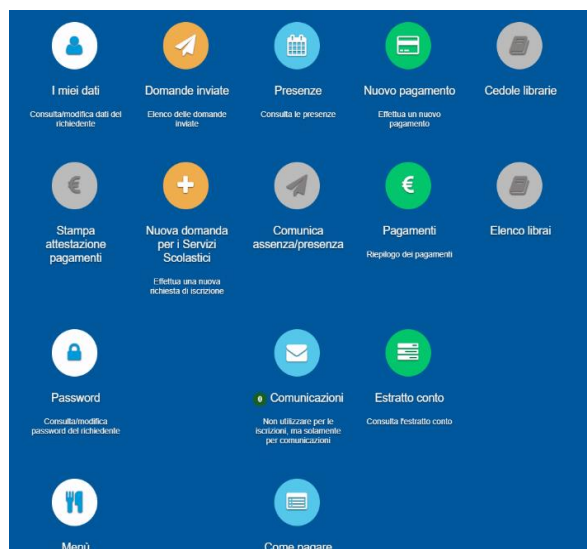 I miei dati
Consulta/modifica dati del
richiedente
Domande inviate
Elenco delle domande
inviate
Presenze
Consulta le presenze
Nuovo pagamento
Effettua un nuovo
pagamento
Cedole librarie
Stampa
attestazione
pagamenti
Nuova domanda
per i Servizi
Scolastici
Effettua una nuova
richiesta di iscrizione
Comunica
assenza/presenza
Pagamenti
Riepilogo dei pagamenti
Elenco librai
Password
Consulta/modifica
password del richiedente
0 Comunicazioni
Non utilizzare per le
iscrizioni, ma solamente
per comunicazioni
Estratto conto
Consulta l'estratto conto
Menù
Come pagare